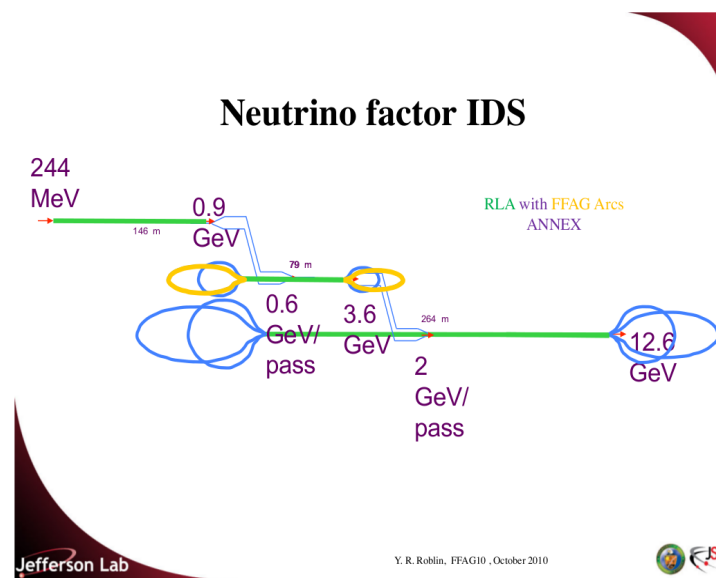 Neutrino factor IDS
244
MeV
146 m
0.9
GeV
RLA with FFAG Arcs
ANNEX
79 m
0.6
GeV/
pass
3.6
GeV
264 m
2
GeV/
pass
12.6
GeV
Jefferson Lab
Y. R. Roblin, FFAG10 , October 2010